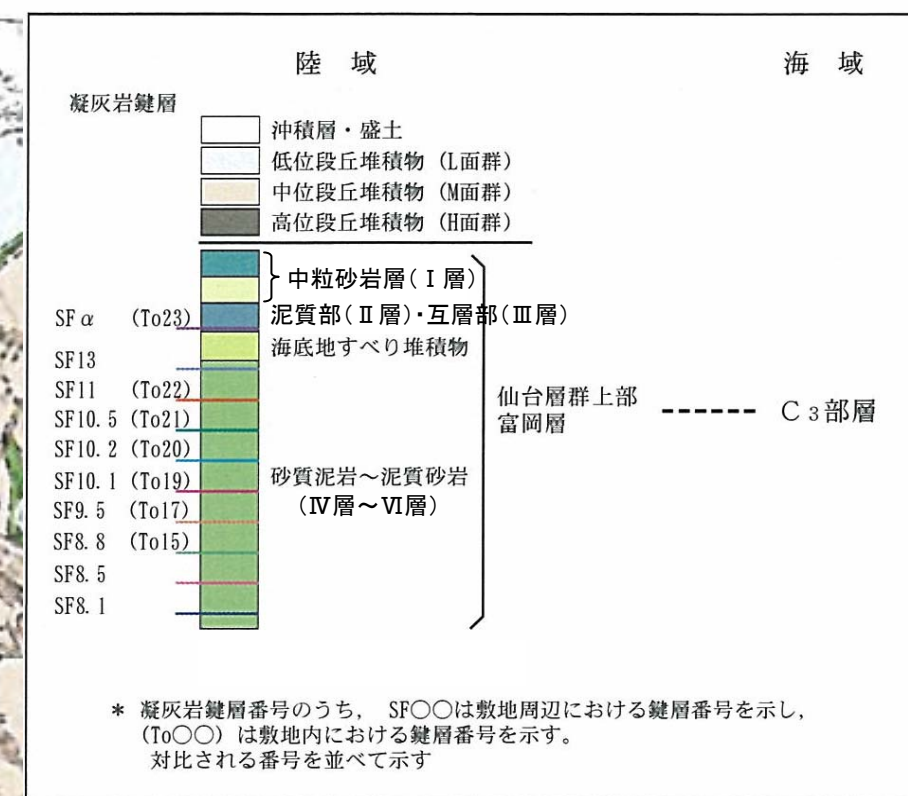 陸 域 海 域
凝灰岩鍵層
沖積層・盛土
低位段丘堆積物 (L面群)
中位段丘堆積物 (M面群)
高位段丘堆積物 (H面群)
中粒砂岩層(Ⅰ層)
SFα (To23) 泥質部(Ⅱ層)・互層部(Ⅲ層)
海底地すべり堆積物
SF13
SF11 (To22)
仙台層群上部
富岡層
C3部層
SF10.5 (To21)
SF10.2 (To20)
SF10.1 (To19) 砂質泥岩~泥質砂岩
(Ⅳ層~Ⅵ層)
SF9.5 (To17)
SF8.8 (To15)
SF8.5
SF8.1
* 凝灰岩鍵層番号のうち, SF○○は敷地周辺における鍵層番号を示し,
(To○○) は敷地内における鍵層番号を示す。
対比される番号を並べて示す